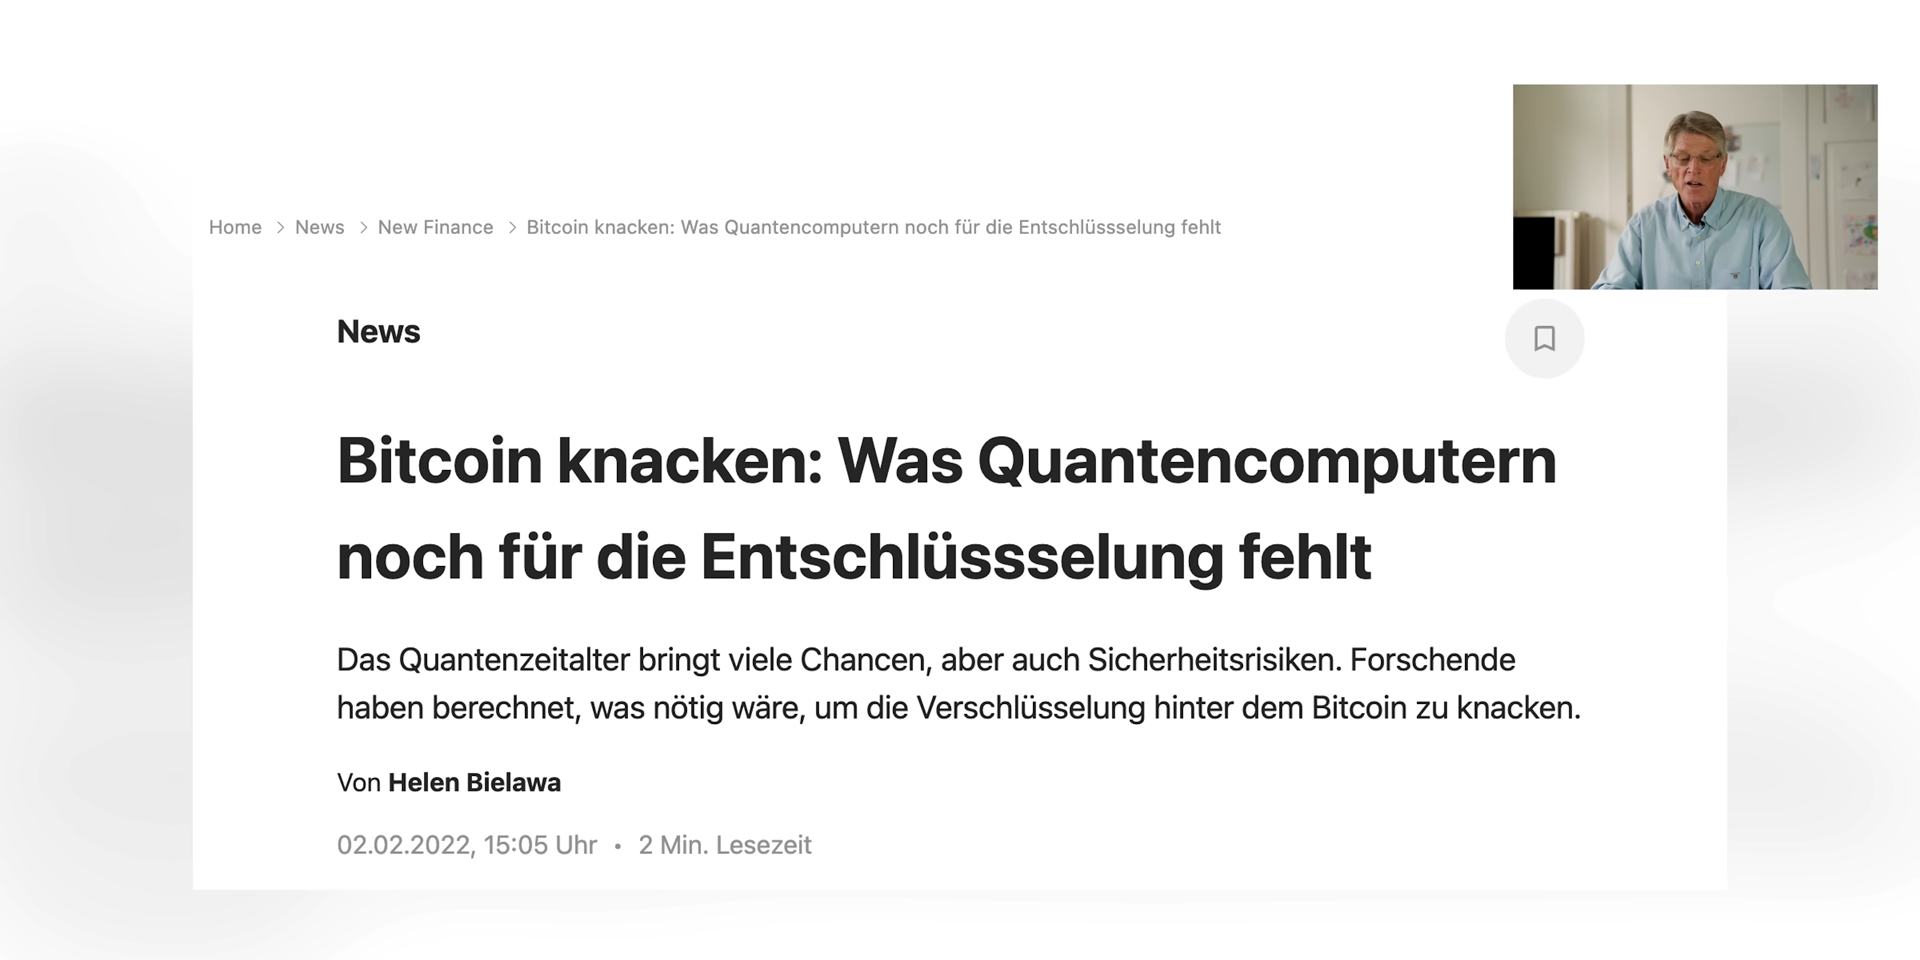 Home > News > New Finance > Bitcoin knacken: Was Quantencomputern noch für die Entschlüssselung fehlt
News
Bitcoin knacken: Was Quantencomputern
noch für die Entschlüssselung fehlt
Das Quantenzeitalter bringt viele Chancen, aber auch Sicherheitsrisiken. Forschende
haben berechnet, was nötig wäre, um die Verschlüsselung hinter dem Bitcoin zu knacken.
Von Helen Bielawa
02.02.2022, 15:05 Uhr • 2 Min. Lesezeit